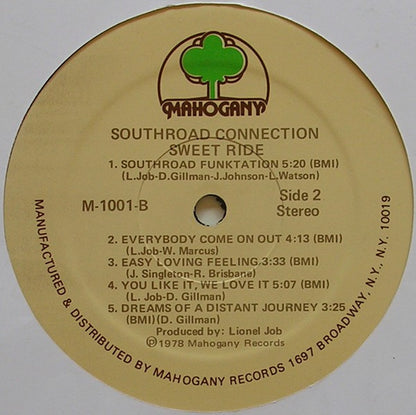 MAHOGANY
SOUTHROAD CONNECTION
SWEET RIDE
1. SOUTHROAD FUNKTATION 5:20 (BMI)
(L.Job-D. Gillman-J.Johnson-L.Watson)
M-1001-B
Side 2
Stereo
2. EVERYBODY COME ON OUT 4:13 (BMI)
(L.Job-W. Marcus)
3. EASY LOVING FEELING 3:33 (BMI)
(J. Singleton-R. Brisbane)
4. YOU LIKE IT, WE LOVE IT 5:07 (BMI)
(L. Job-D. Gillman)
5. DREAMS OF A DISTANT JOURNEY 3:25
(BMI)(D. Gillman)
Produced by: Lionel Job
℗1978 Mahogany Records
MANUFACTURED & DISTRIBUTED BY MAHOGANY RECORDS 1697 BROADWAY, N.Y., N.Y. 10019